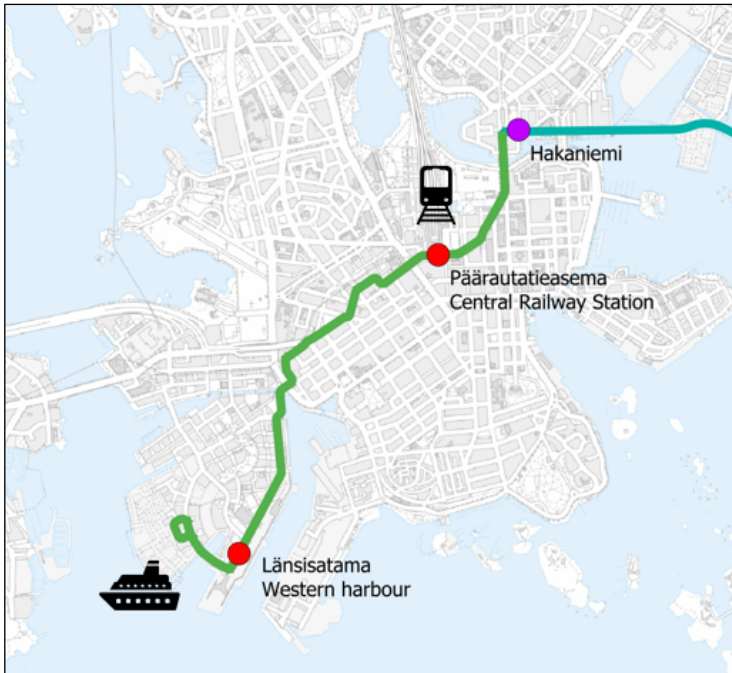 Hakaniemi
Päärautatieasema
Central Railway Station
Länsisatama
Western harbour